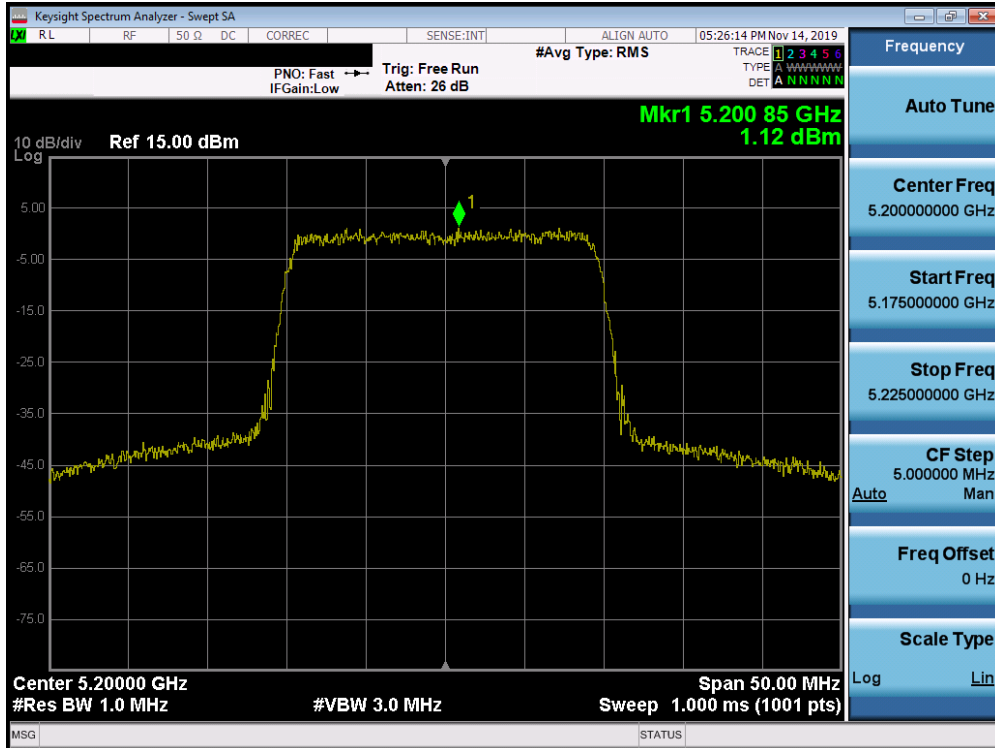 Keysight Spectrum Analyzer - Swept SA
LXI RL RF 50 Ω DC CORREC SENSE:INT ALIGN AUTO 05:26:14 PM Nov 14, 2019
PNO: Fast
IFGain:Low
Trig: Free Run
Atten: 26 dB
#Avg Type: RMS
TRACE 1 2 3 4 5 6
TYPE A WWWWW
DET A N N N N N
Mkr1 5.200 85 GHz
1.12 dBm
10 dB/div Ref 15.00 dBm
Log
1
5.00
-5.00
-15.0
-25.0
-35.0
-45.0
-55.0
-65.0
-75.0
Center 5.20000 GHz Span 50.00 MHz
#Res BW 1.0 MHz #VBW 3.0 MHz Sweep 1.000 ms (1001 pts)
MSG STATUS
Frequency
Auto Tune
Center Freq
5.200000000 GHz
Start Freq
5.175000000 GHz
Stop Freq
5.225000000 GHz
CF Step
5.000000 MHz
Auto Man
Freq Offset
0 Hz
Scale Type
Log Lin